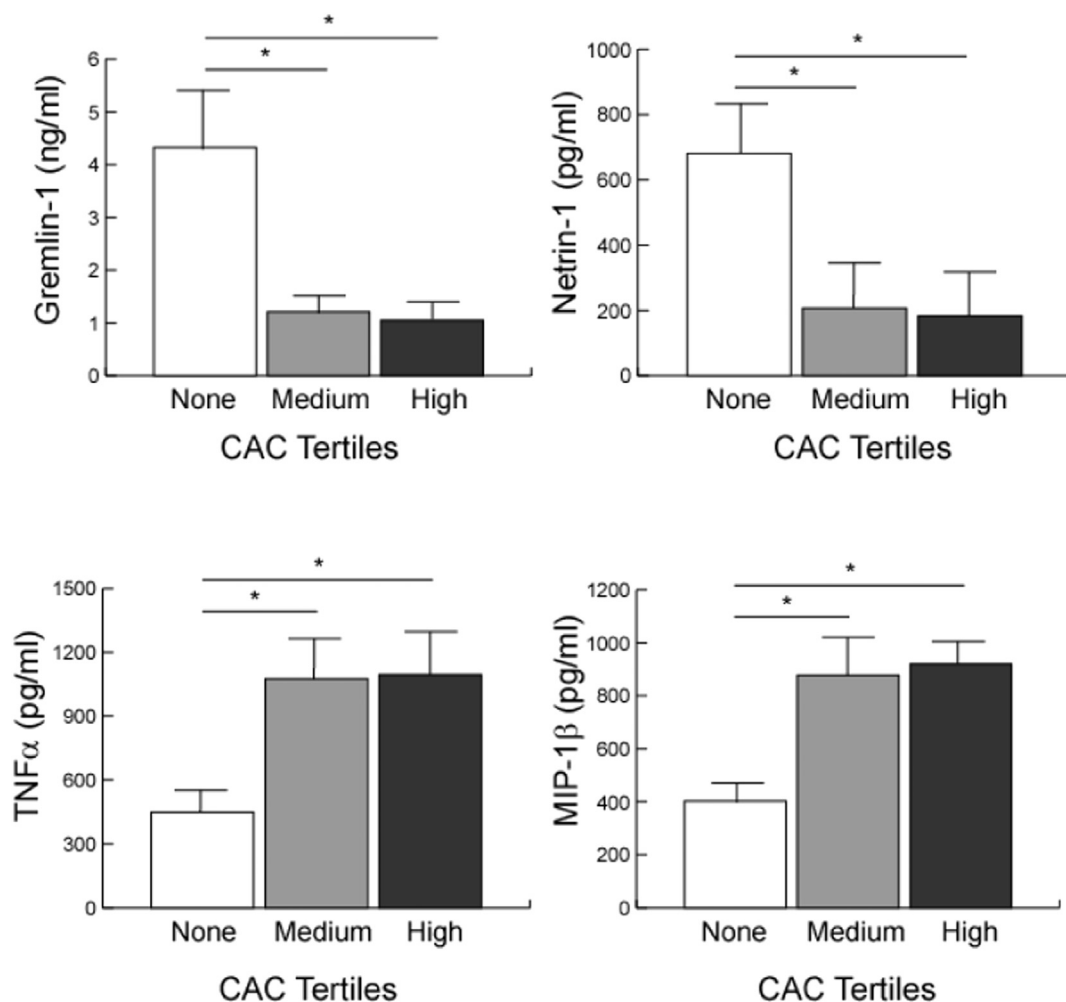 *
*
6
5
4
3
2
1
0
Gremlin-1 (ng/ml)
None Medium High
CAC Tertiles
*
*
1000
800
600
400
200
0
Netrin-1 (pg/ml)
None Medium High
CAC Tertiles
*
*
1500
1200
900
600
300
0
TNFα (pg/ml)
None Medium High
CAC Tertiles
*
*
1200
1000
800
600
400
200
0
MIP-1β (pg/ml)
None Medium High
CAC Tertiles